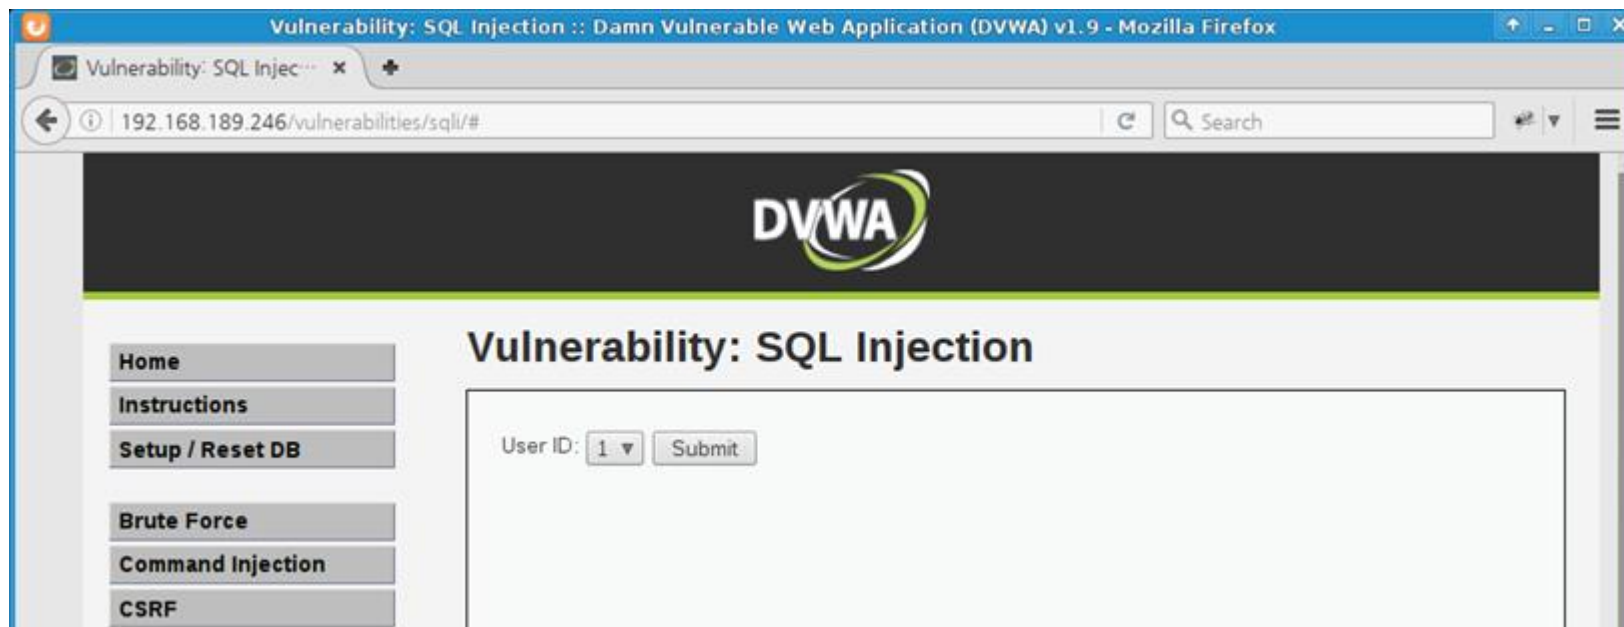 Vulnerability: SQL Injection :: Damn Vulnerable Web Application (DVWA) v1.9 - Mozilla Firefox
Vulnerability: SQL Injec···
192.168.189.246/vulnerabilities/sqli/#
Search
DVWA
Vulnerability: SQL Injection
Home
Instructions
Setup / Reset DB
Brute Force
Command Injection
CSRF
User ID: 1 Submit